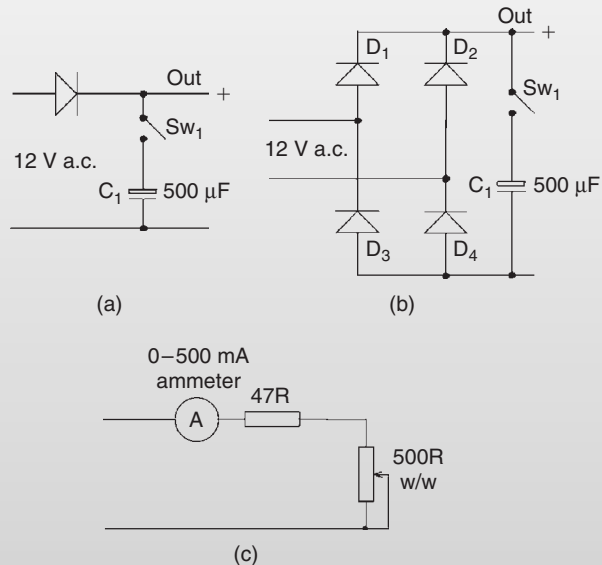 Out
+
Sw₁
12 V a.c.
C₁ 500 μF
(a)
Out
+
D₁
D₂
Sw₁
12 V a.c.
C₁ 500 μF
D₃
D₄
(b)
0–500 mA
ammeter
47R
A
500R
w/w
(c)